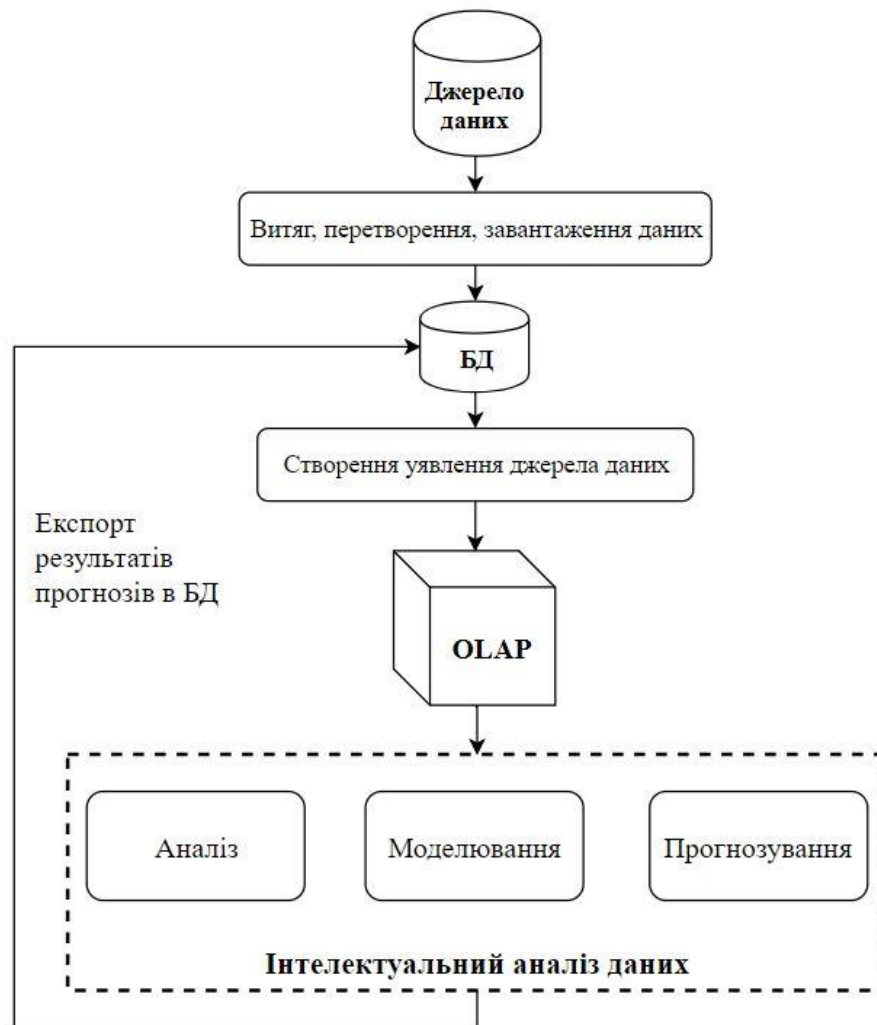 Джерело
даних
Витяг, перетворення, завантаження даних
БД
Створення уявлення джерела даних
Експорт
результатів
прогнозів в БД
OLAP
Аналіз
Моделювання
Прогнозування
Інтелектуальний аналіз даних